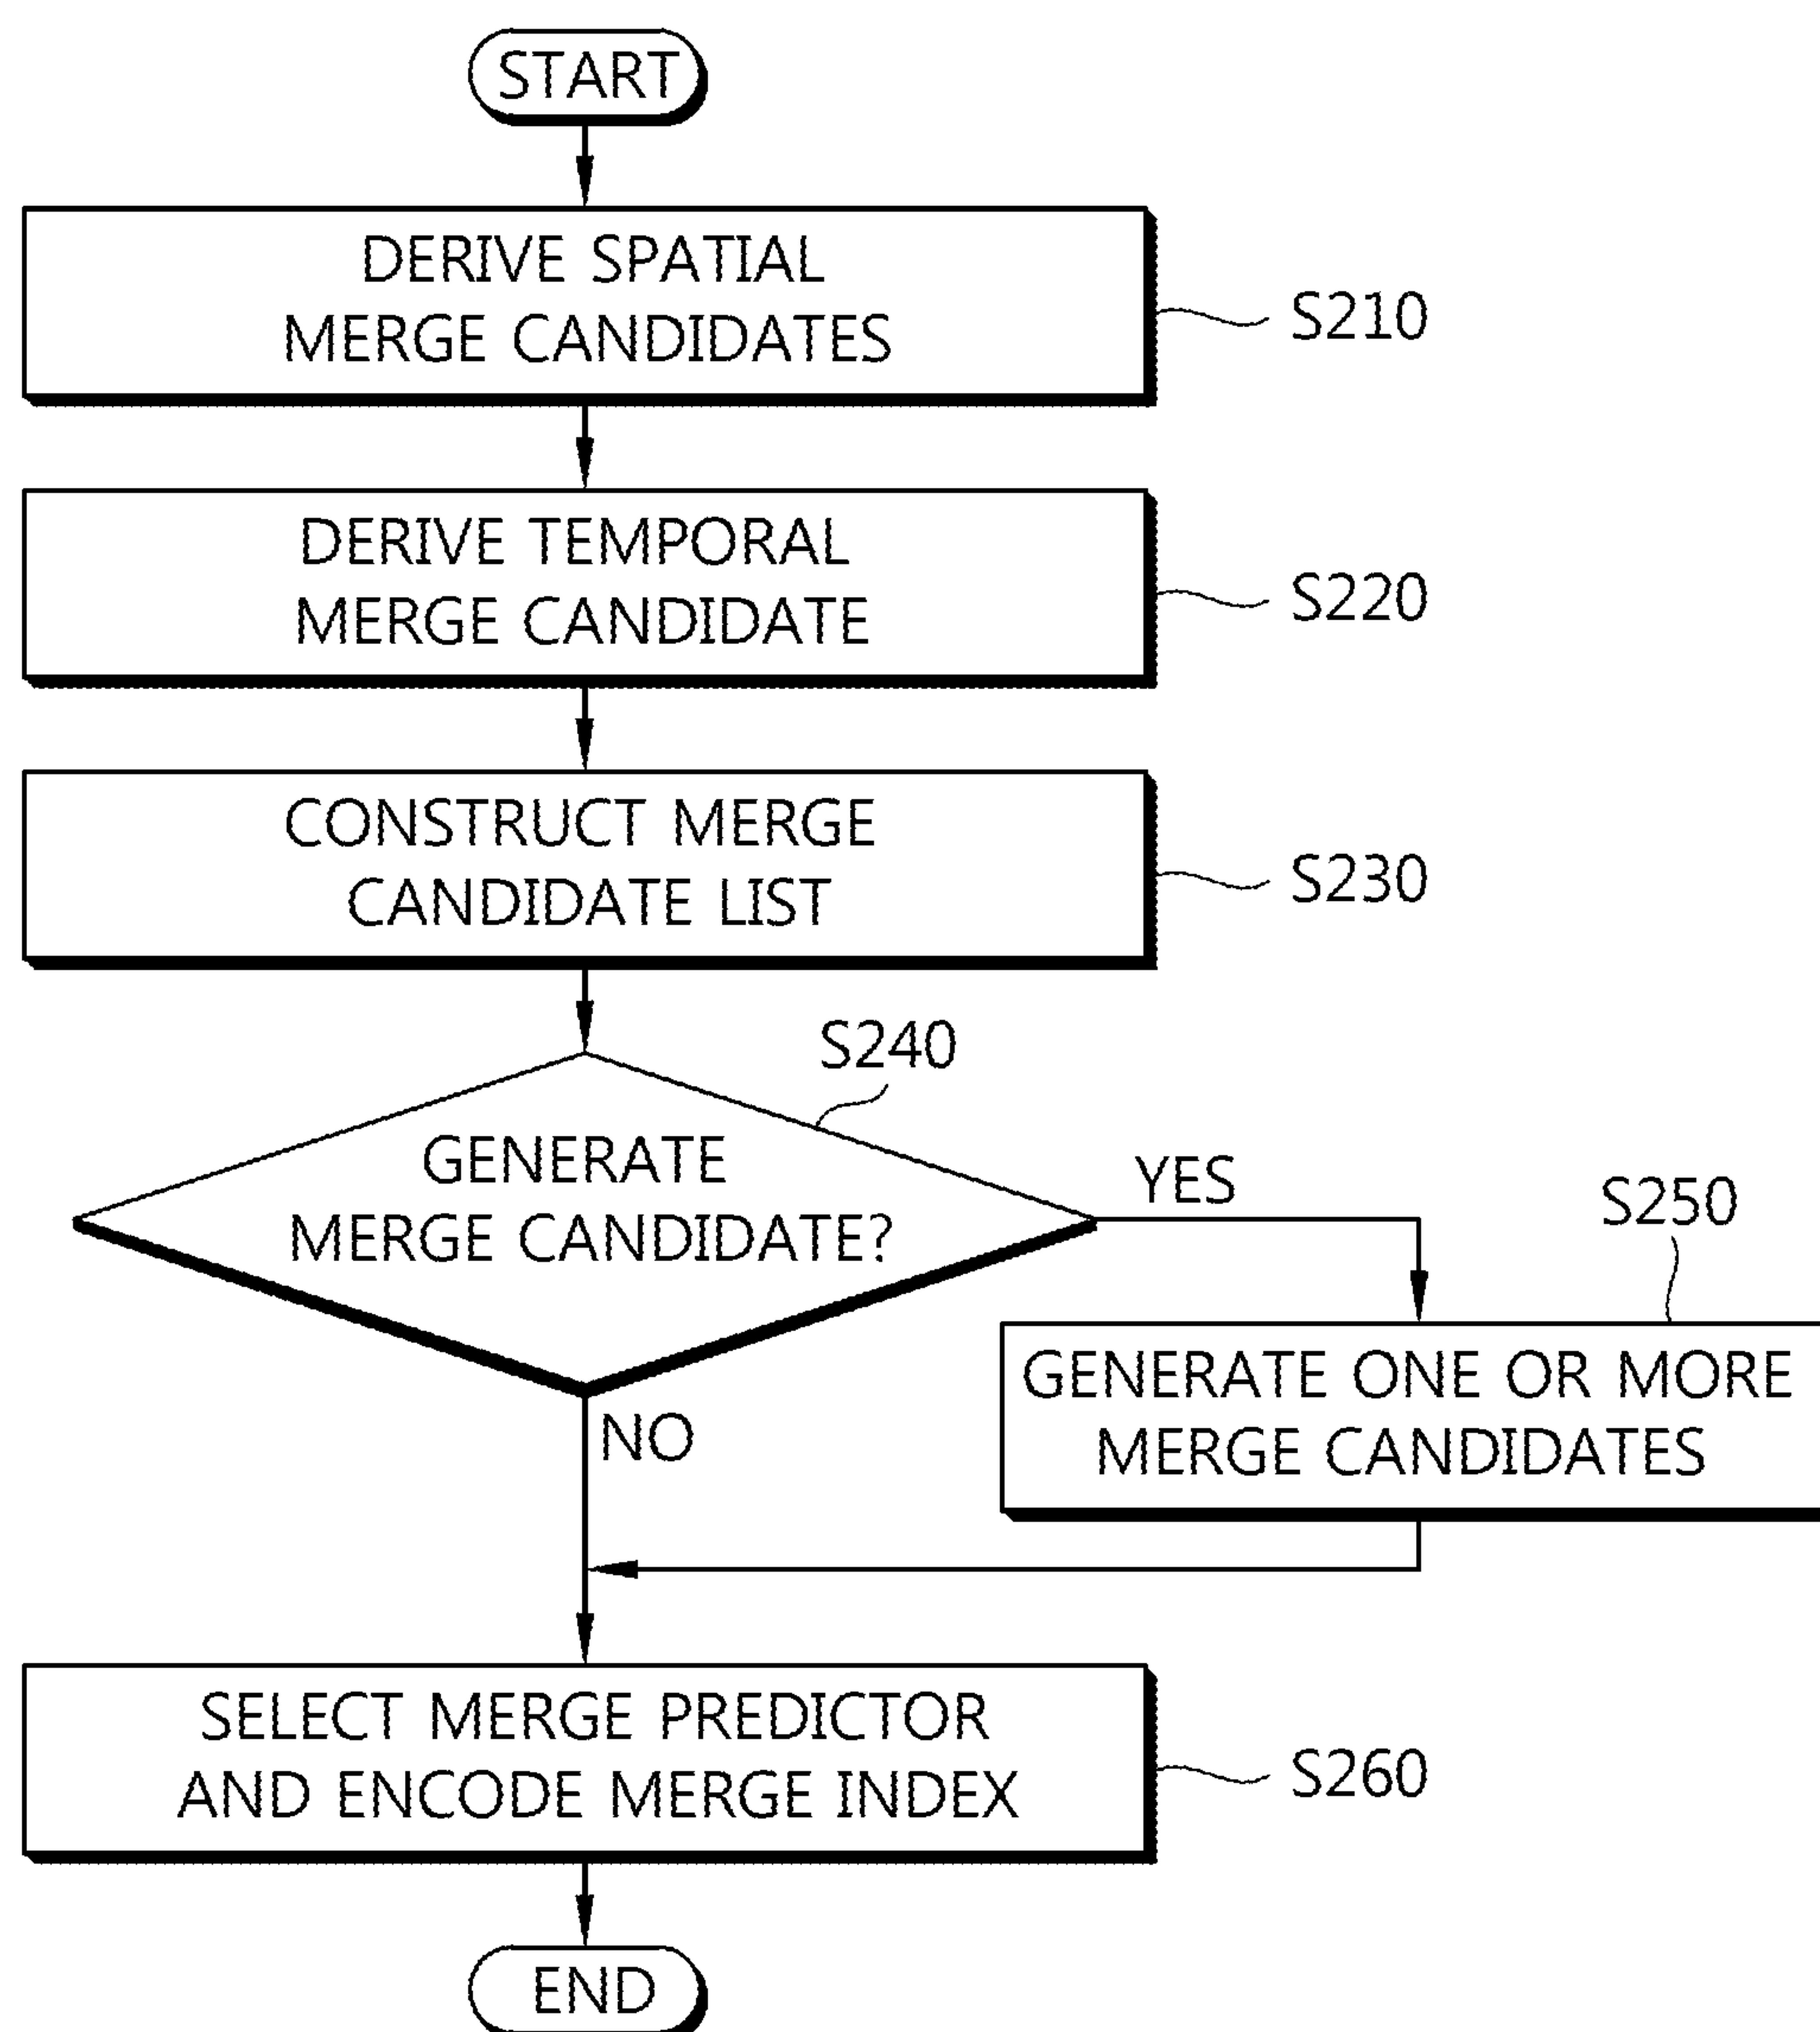 START
DERIVE SPATIAL
MERGE CANDIDATES
S210
DERIVE TEMPORAL
MERGE CANDIDATE
S220
CONSTRUCT MERGE
CANDIDATE LIST
S230
S240
GENERATE
MERGE CANDIDATE?
YES
S250
GENERATE ONE OR MORE
MERGE CANDIDATES
NO
SELECT MERGE PREDICTOR
AND ENCODE MERGE INDEX
S260
END